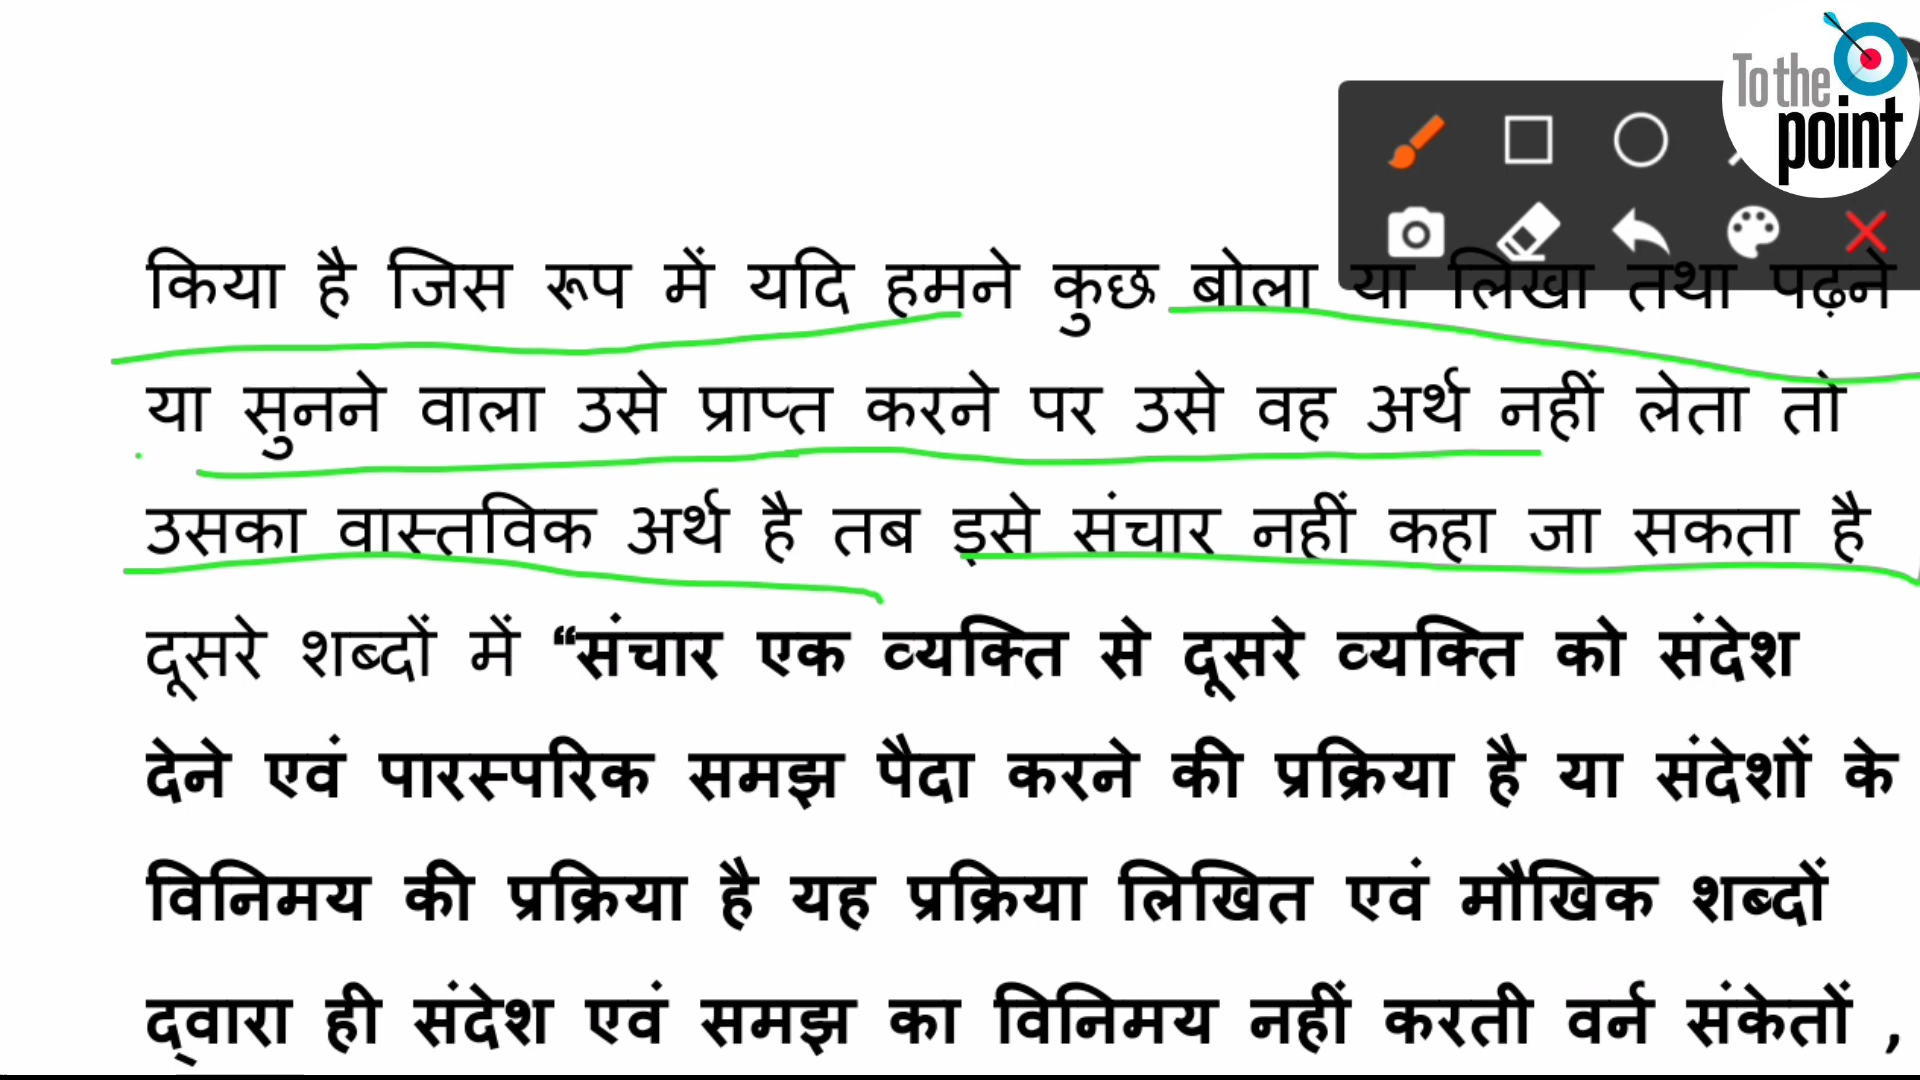 To the
point
किया है जिस रूप में यदि हमने कुछ बोला या लिखा तथा पढ़ने
या सुनने वाला उसे प्राप्त करने पर उसे वह अर्थ नहीं लेता तो
उसका वास्तविक अर्थ है तब इसे संचार नहीं कहा जा सकता है
दूसरे शब्दों में “संचार एक व्यक्ति से दूसरे व्यक्ति को संदेश
देने एवं पारस्परिक समझ पैदा करने की प्रक्रिया है या संदेशों के
विनिमय की प्रक्रिया है यह प्रक्रिया लिखित एवं मौखिक शब्दों
द्वारा ही संदेश एवं समझ का विनिमय नहीं करती वर्न संकेतों ,